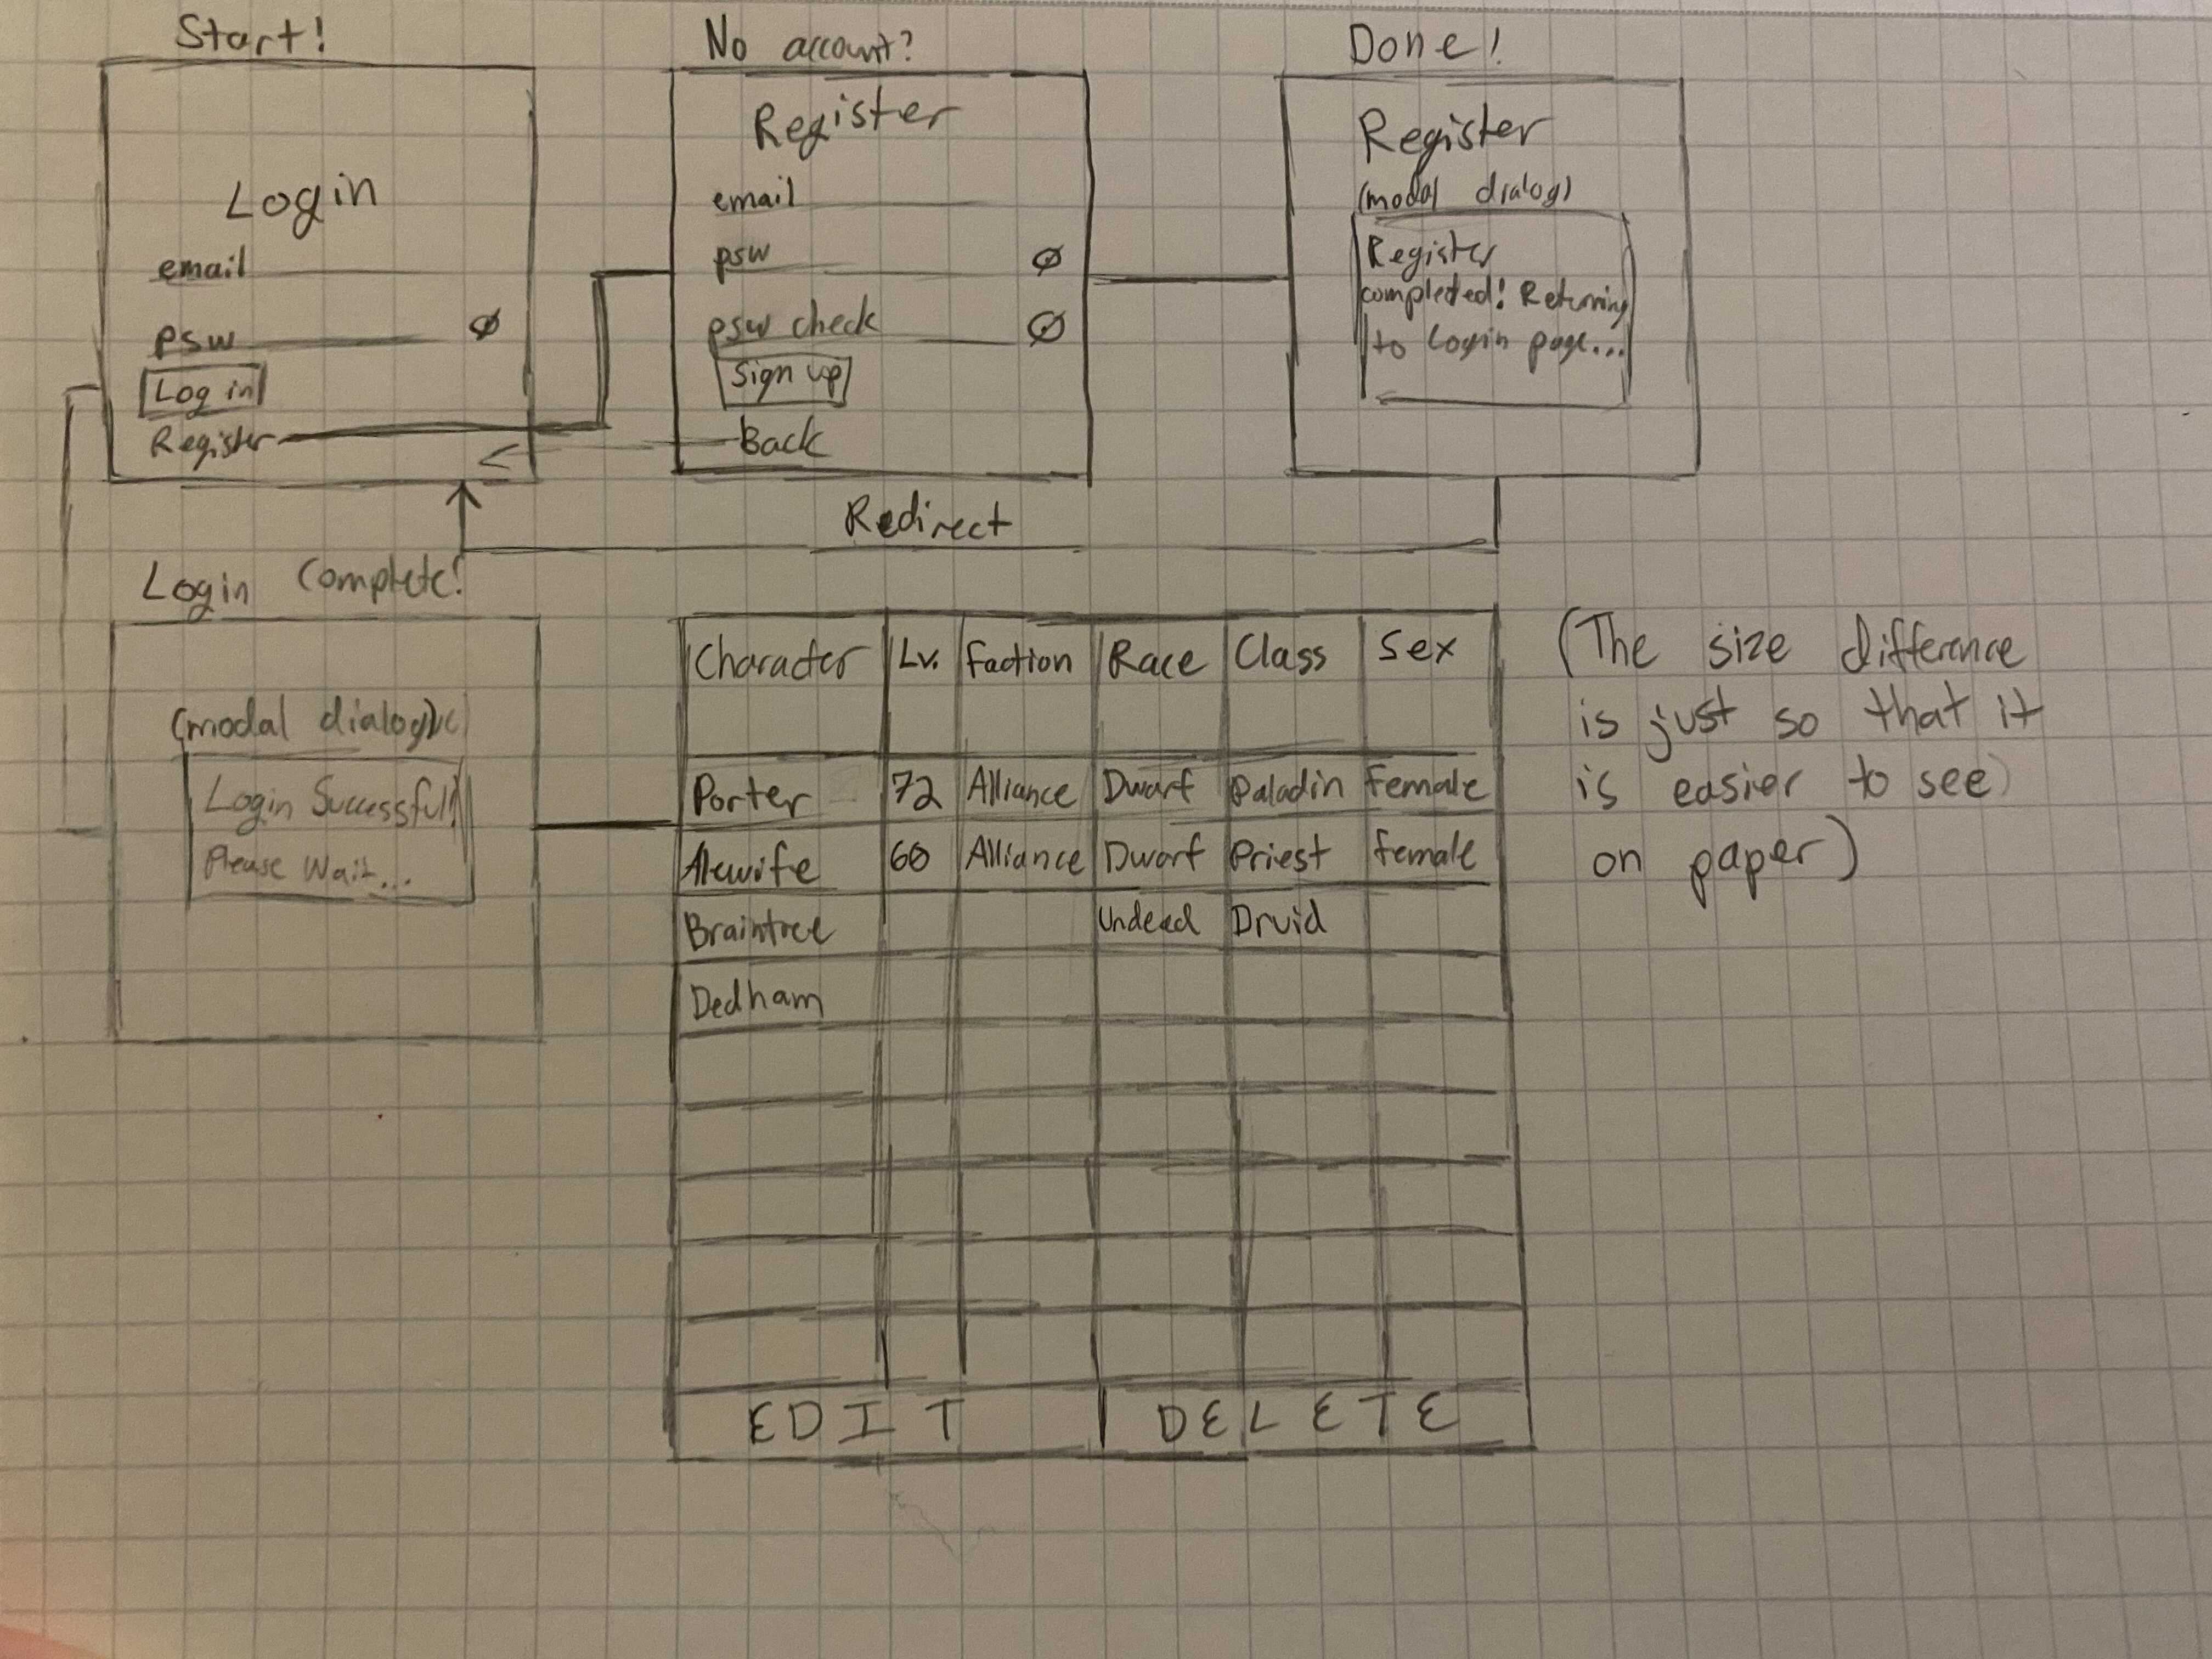 Start!
Login
email
psw
Log in
Register
No account?
Register
email
psw
psw check
Sign up
Back
Done!
Register
(modal dialog)
Register
completed! Returning
to Login page...
Redirect
Login Complete!
(modal dialog)
Login Successful!
Please Wait...
Character Lv. Faction Race Class Sex
Porter 72 Alliance Dwarf Paladin Female
Alewife 60 Alliance Dwarf Priest Female
Braintree Undead Druid
Dedham
EDIT DELETE
(The size difference
is just so that it
is easier to see)
on paper)